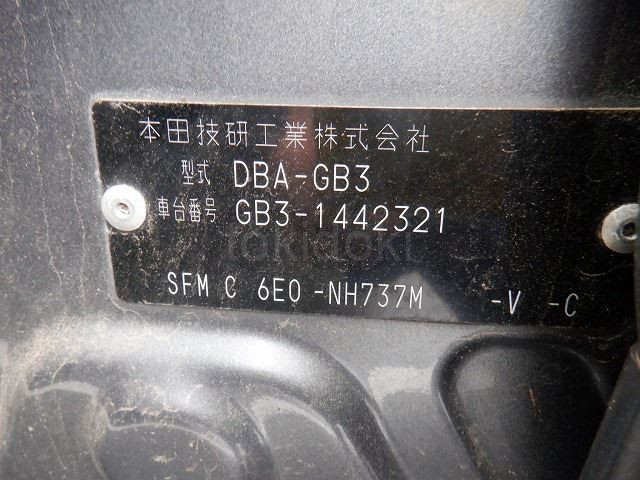 本田技研工業株式会社
型式 DBA-GB3
車台番号 GB3-1442321
takidoki
SFM C 6E0 -NH737M -V -C